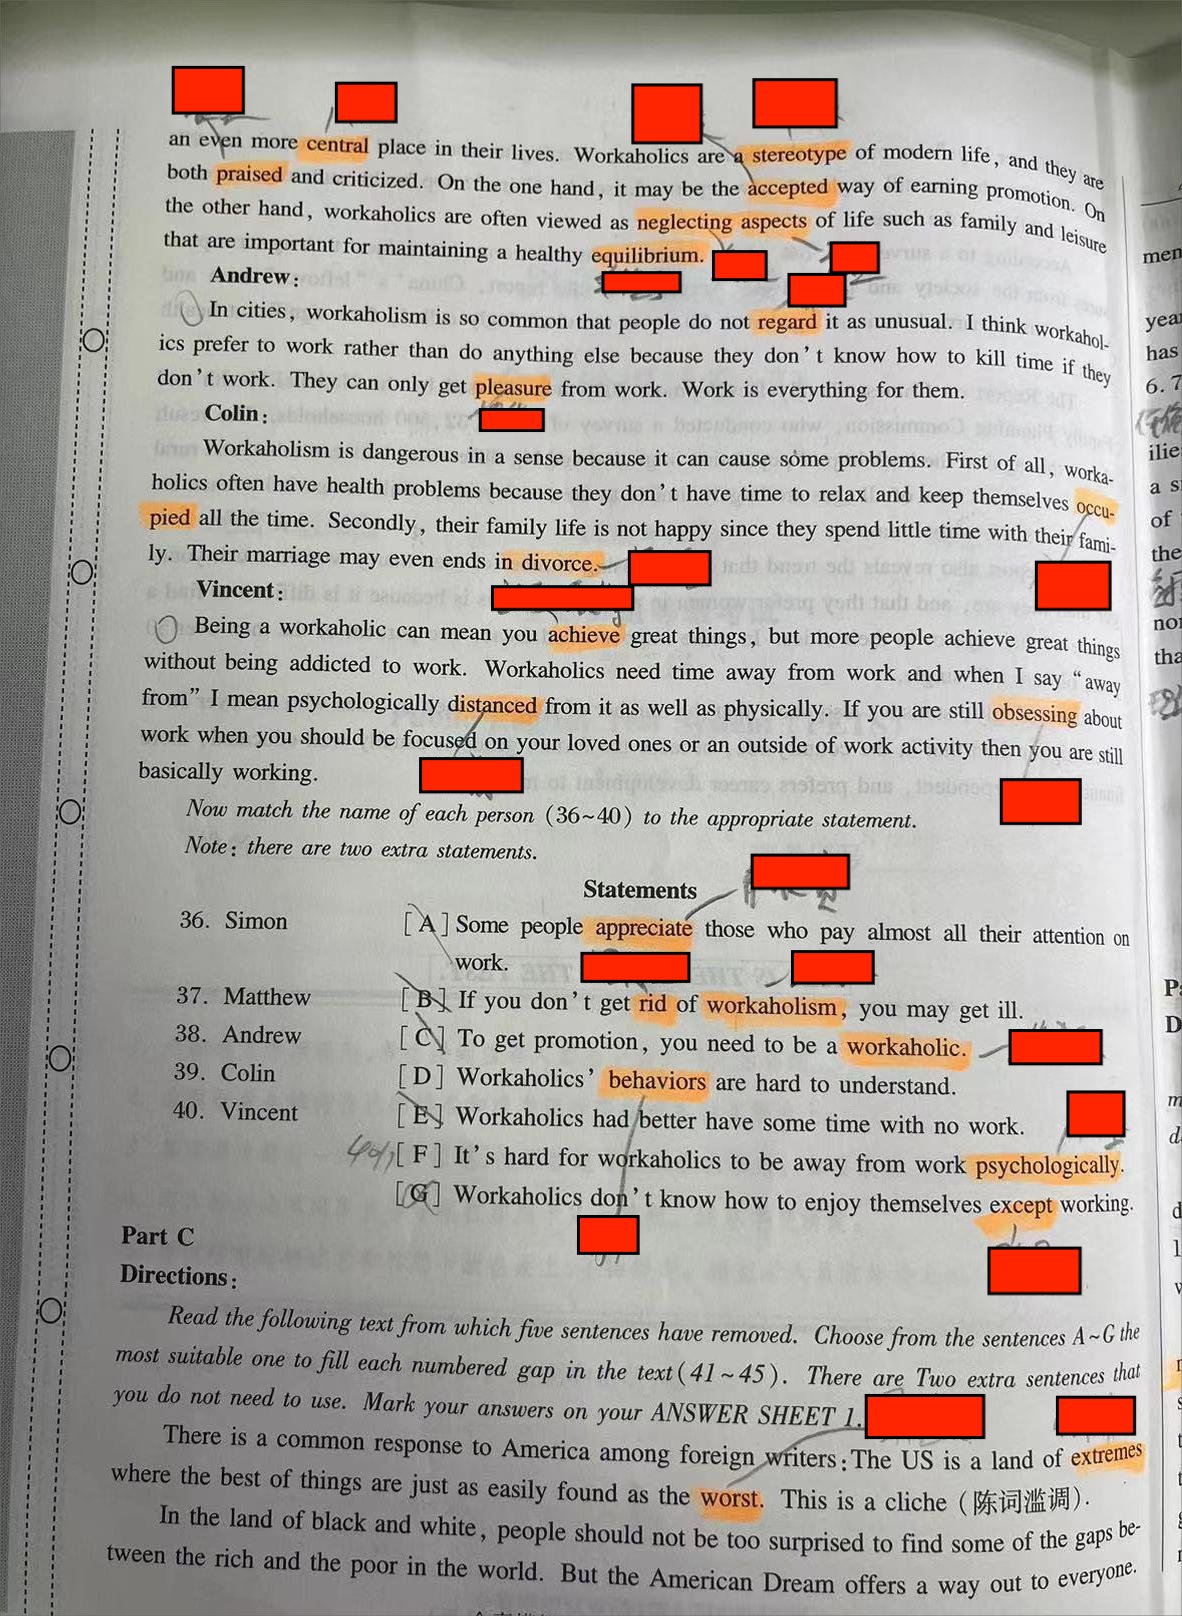 an even more central place in their lives. Workaholics are a stereotype of modern life, and they are
both praised and criticized. On the one hand, it may be the accepted way of earning promotion. On
the other hand, workaholics are often viewed as neglecting aspects of life such as family and leisure
that are important for maintaining a healthy equilibrium.
Andrew:
In cities, workaholism is so common that people do not regard it as unusual. I think workahol-
ics prefer to work rather than do anything else because they don't know how to kill time if they
don't work. They can only get pleasure from work. Work is everything for them.
Colin:
Workaholism is dangerous in a sense because it can cause some problems. First of all, worka-
holics often have health problems because they don't have time to relax and keep themselves occu-
pied all the time. Secondly, their family life is not happy since they spend little time with their fami-
ly. Their marriage may even ends in divorce.
Vincent:
Being a workaholic can mean you achieve great things, but more people achieve great things
without being addicted to work. Workaholics need time away from work and when I say "away
from" I mean psychologically distanced from it as well as physically. If you are still obsessing about
work when you should be focused on your loved ones or an outside of work activity then you are still
basically working.
Now match the name of each person (36~40) to the appropriate statement.
Note: there are two extra statements.
Statements
36. Simon [A] Some people appreciate those who pay almost all their attention on
work.
37. Matthew [B] If you don't get rid of workaholism, you may get ill.
38. Andrew [C] To get promotion, you need to be a workaholic.
39. Colin [D] Workaholics' behaviors are hard to understand.
40. Vincent [E] Workaholics had better have some time with no work.
[F] It's hard for workaholics to be away from work psychologically.
[G] Workaholics don't know how to enjoy themselves except working.
Part C
Directions:
Read the following text from which five sentences have removed. Choose from the sentences A~G the
most suitable one to fill each numbered gap in the text(41~45). There are Two extra sentences that
you do not need to use. Mark your answers on your ANSWER SHEET 1.
There is a common response to America among foreign writers: The US is a land of extremes
where the best of things are just as easily found as the worst. This is a cliche (陈词滥调).
In the land of black and white, people should not be too surprised to find some of the gaps be-
tween the rich and the poor in the world. But the American Dream offers a way out to everyone.
men
yea
has
6.7
ilie
a s
of
the
nor
tha